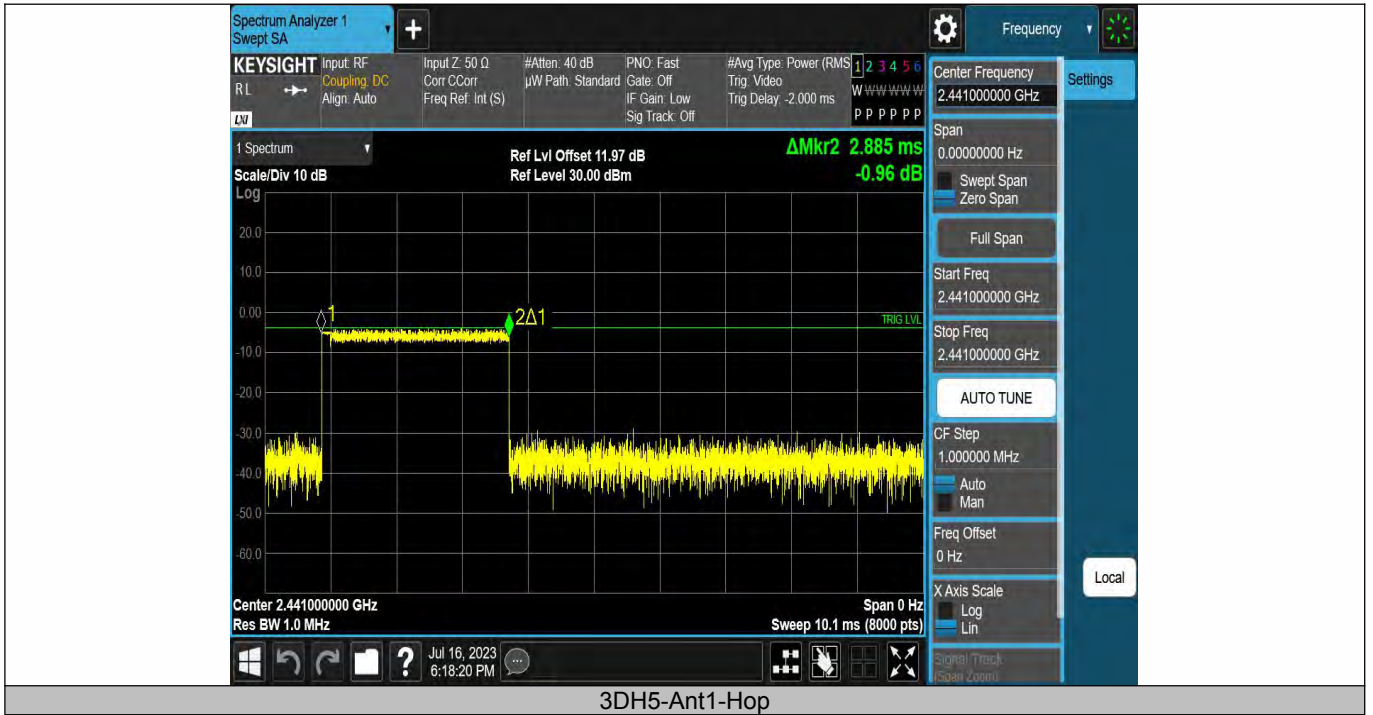 Spectrum Analyzer 1
Swept SA
+
Frequency
KEYSIGHT
R L
LXI
Input: RF
Coupling: DC
Align: Auto
Input Z: 50 Ω
Corr CCorr
Freq Ref: Int (S)
#Atten: 40 dB
µW Path: Standard
PNO: Fast
Gate: Off
IF Gain: Low
Sig Track: Off
#Avg Type: Power (RMS
Trig: Video
Trig Delay: -2.000 ms
1 2 3 4 5 6
W W W W W W
P P P P P P
1 Spectrum
Scale/Div 10 dB
Log
Ref Lvl Offset 11.97 dB
Ref Level 30.00 dBm
ΔMkr2 2.885 ms
-0.96 dB
20.0
10.0
0.00
-10.0
-20.0
-30.0
-40.0
-50.0
-60.0
1
2Δ1
TRIG LVL
Center 2.441000000 GHz
Res BW 1.0 MHz
Span 0 Hz
Sweep 10.1 ms (8000 pts)
Center Frequency
2.441000000 GHz
Settings
Span
0.00000000 Hz
Swept Span
Zero Span
Full Span
Start Freq
2.441000000 GHz
Stop Freq
2.441000000 GHz
AUTO TUNE
CF Step
1.000000 MHz
Auto
Man
Freq Offset
0 Hz
X Axis Scale
Log
Lin
Signal Track
(Span Zoom)
Local
?
Jul 16, 2023
6:18:20 PM
3DH5-Ant1-Hop